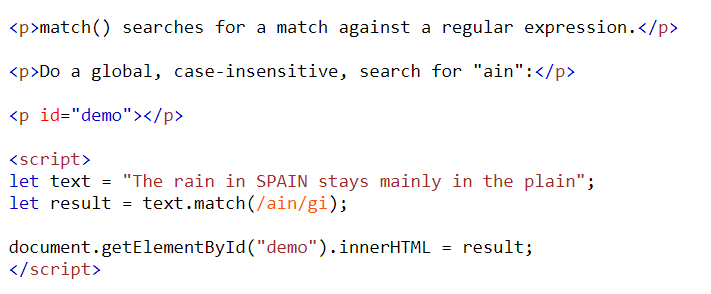 <p>match() searches for a match against a regular expression.</p>
<p>Do a global, case-insensitive, search for "ain":</p>
<p id="demo"></p>
<script>
let text = "The rain in SPAIN stays mainly in the plain";
let result = text.match(/ain/gi);
document.getElementById("demo").innerHTML = result;
</script>